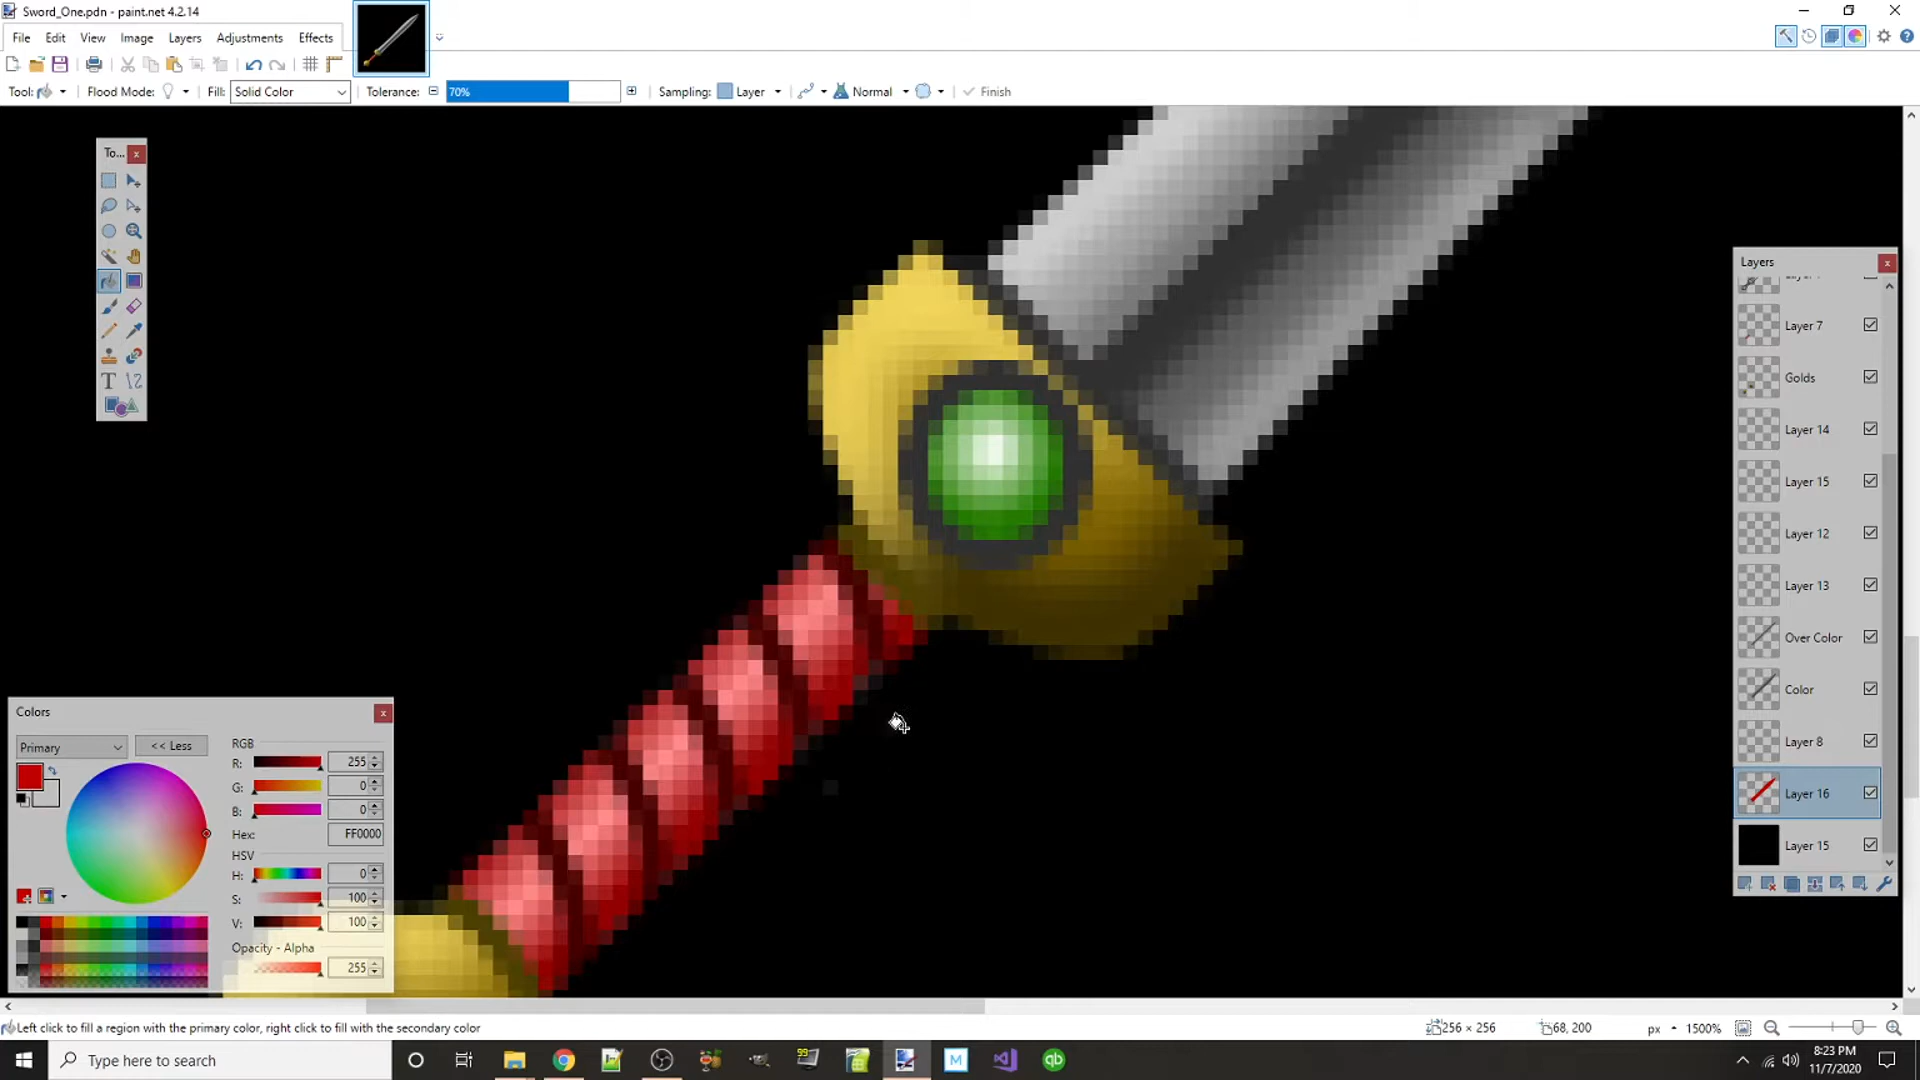 Sword_One.pdn - paint.net 4.2.14
File Edit View Image Layers Adjustments Effects
Tool: Flood Mode: Fill: Solid Color Tolerance: 70% Sampling: Layer Normal Finish
To...
T
Layers
Layer 7
Golds
Layer 14
Layer 15
Layer 12
Layer 13
Over Color
Color
Layer 8
Layer 16
Layer 15
Colors
Primary << Less
RGB
R: 255
G: 0
B: 0
Hex: FF0000
HSV
H: 0
S: 100
V: 100
Opacity - Alpha
255
Left click to fill a region with the primary color, right click to fill with the secondary color
256 × 256 68, 200 px 1500%
Type here to search
99
M
qb
8:23 PM
11/7/2020